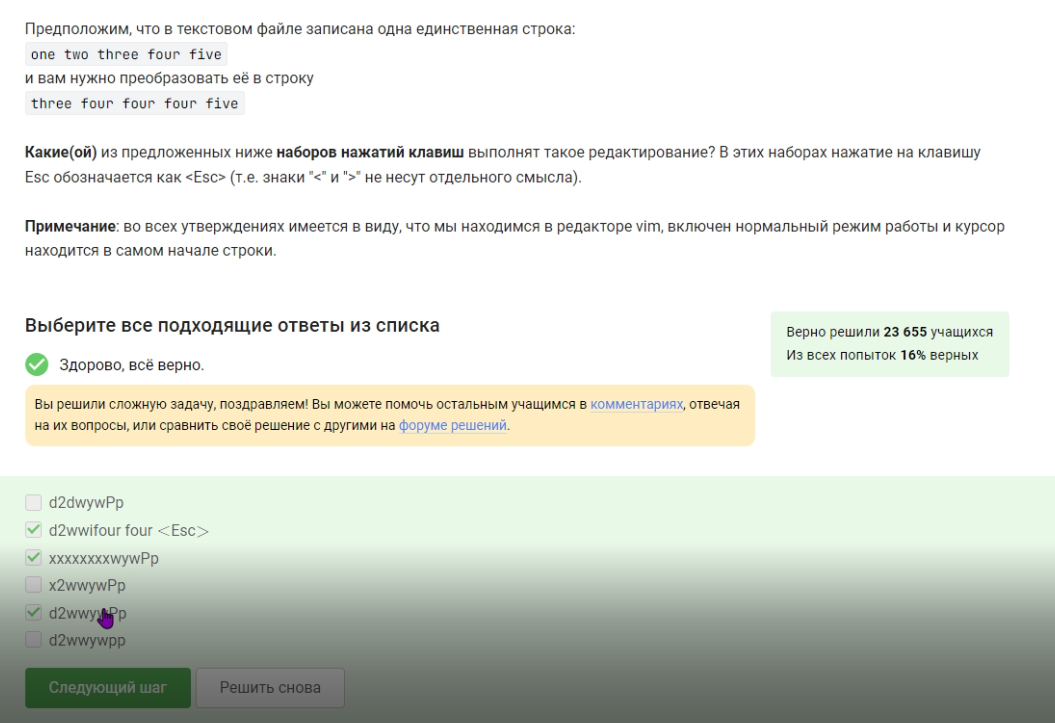 Предположим, что в текстовом файле записана одна единственная строка:
one two three four five
и вам нужно преобразовать её в строку
three four four four five
Какие(ой) из предложенных ниже наборов нажатий клавиш выполнят такое редактирование? В этих наборах нажатие на клавишу
Esc обозначается как <Esc> (т.е. знаки "<" и ">" не несут отдельного смысла).
Примечание: во всех утверждениях имеется в виду, что мы находимся в редакторе vim, включен нормальный режим работы и курсор
находится в самом начале строки.
Выберите все подходящие ответы из списка
Верно решили 23 655 учащихся
Из всех попыток 16% верных
Здорово, всё верно.
Вы решили сложную задачу, поздравляем! Вы можете помочь остальным учащимся в комментариях, отвечая
на их вопросы, или сравнить своё решение с другими на форуме решений.
d2dwywPp
d2wwifour four <Esc>
xxxxxxxxwywPp
x2wwywPp
d2wwywPp
d2wwywpp
Следующий шаг
Решить снова